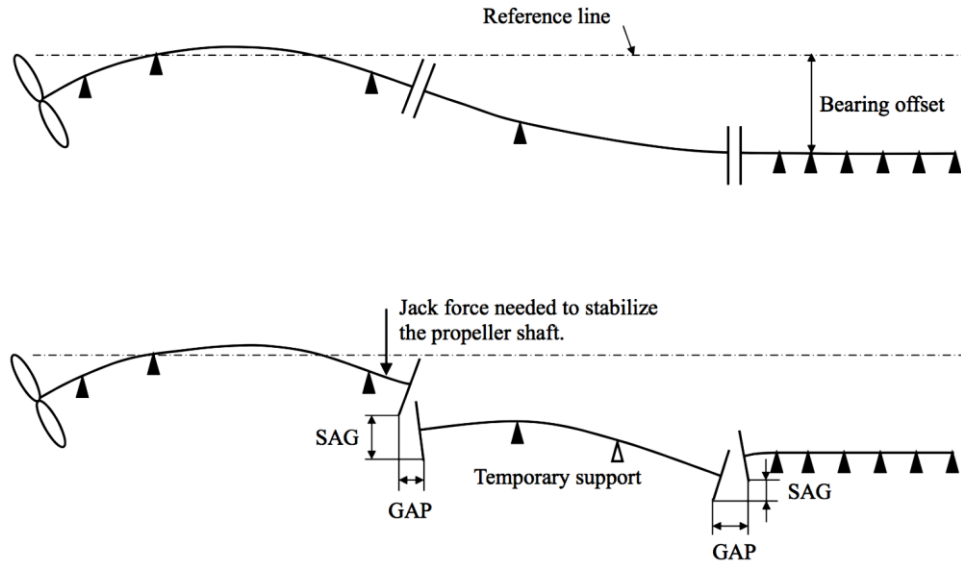 Reference line
Bearing offset
Jack force needed to stabilize
the propeller shaft.
SAG
GAP
Temporary support
SAG
GAP